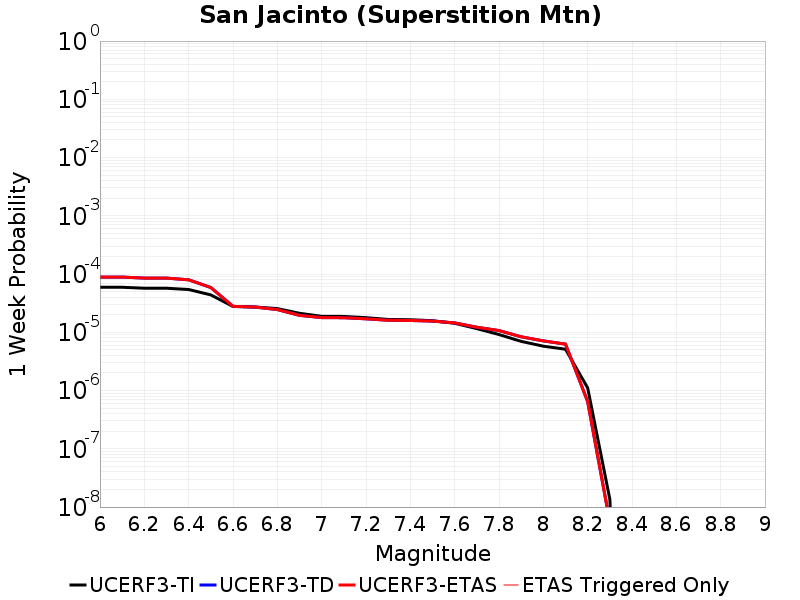 San Jacinto (Superstition Mtn)
10^0
10^-1
10^-2
10^-3
10^-4
10^-5
10^-6
10^-7
10^-8
1 Week Probability
6 6.2 6.4 6.6 6.8 7 7.2 7.4 7.6 7.8 8 8.2 8.4 8.6 8.8 9
Magnitude
UCERF3-TI UCERF3-TD UCERF3-ETAS ETAS Triggered Only